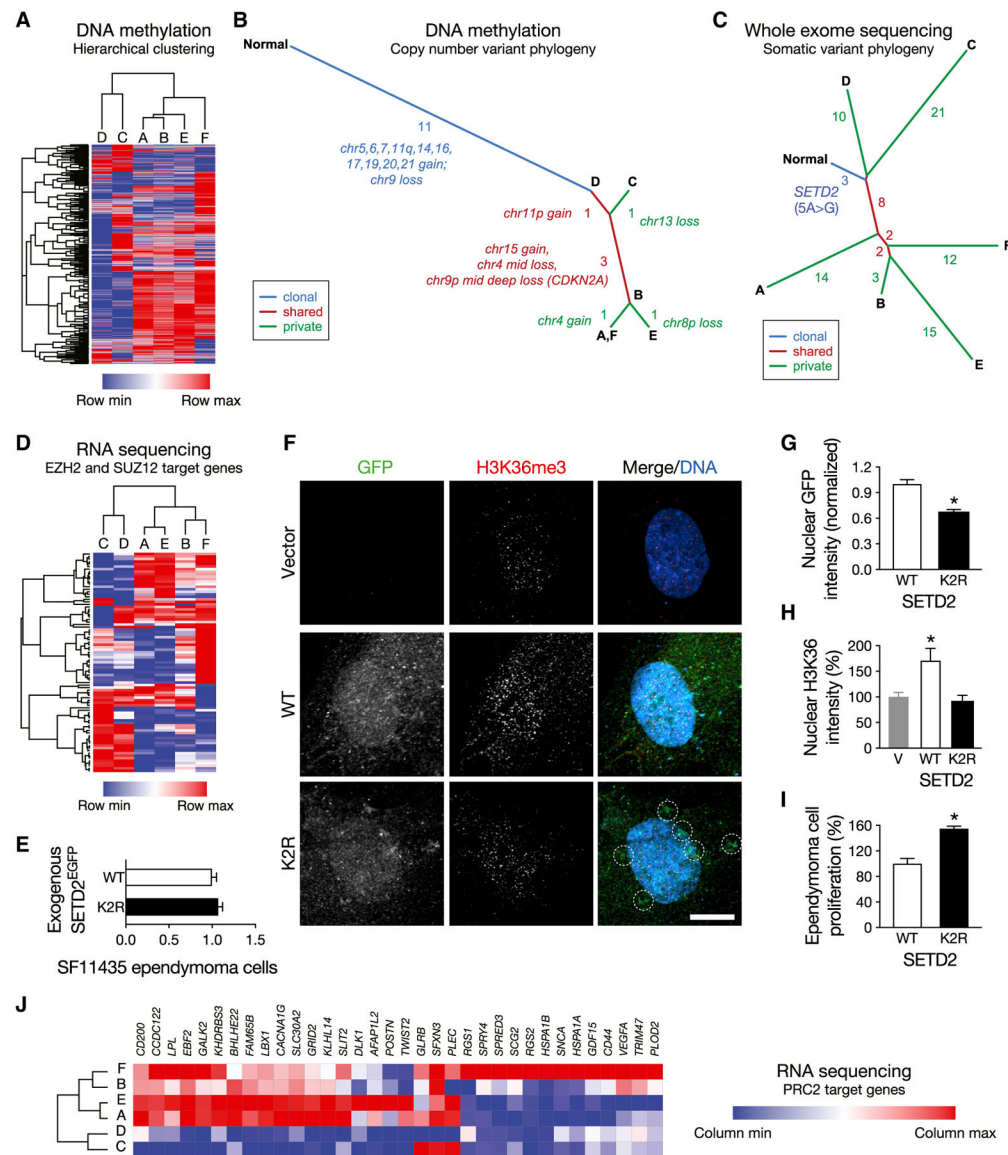 A
DNA methylation
Hierarchical clustering
D C A B E F
Row min Row max
B
DNA methylation
Copy number variant phylogeny
Normal
11
chr5,6,7,11q,14,16,
17,19,20,21 gain;
chr9 loss
D
C
chr11p gain
1
1
chr13 loss
chr15 gain,
chr4 mid loss,
chr9p mid deep loss (CDKN2A)
3
B
chr4 gain
1
1
chr8p loss
A,F
E
clonal
shared
private
C
Whole exome sequencing
Somatic variant phylogeny
C
D
10
21
Normal
3
SETD2
(5A>G)
8
2
2
F
12
14
3
A
B
15
E
clonal
shared
private
D
RNA sequencing
EZH2 and SUZ12 target genes
C D A E B F
Row min Row max
E
Exogenous
SETD2EGFP
WT
K2R
0.0 0.5 1.0 1.5
SF11435 ependymoma cells
F
GFP H3K36me3 Merge/DNA
Vector
WT
K2R
G
Nuclear GFP
intensity (normalized)
1.2
0.9
0.6
0.3
0
*
WT K2R
SETD2
H
Nuclear H3K36
intensity (%)
200
150
100
50
0
*
V WT K2R
SETD2
I
Ependymoma cell
proliferation (%)
160
120
80
40
0
*
WT K2R
SETD2
J
CD200 CCDC122 LPL EBF2 GALK2 KHDRBS3 BHLHE22 FAM65B LBX1 CACNA1G SLC30A2 GRID2 KLHL14 SLIT2 DLK1 AFAP1L2 POSTN TWIST2 GLRB SFXN3 PLEC RGS1 SPRY4 SPRED3 SCG2 RGS2 HSPA1B SNCA HSPA1A GDF15 CD44 VEGFA TRIM47 PLOD2
F
B
E
A
D
C
RNA sequencing
PRC2 target genes
Column min Column max